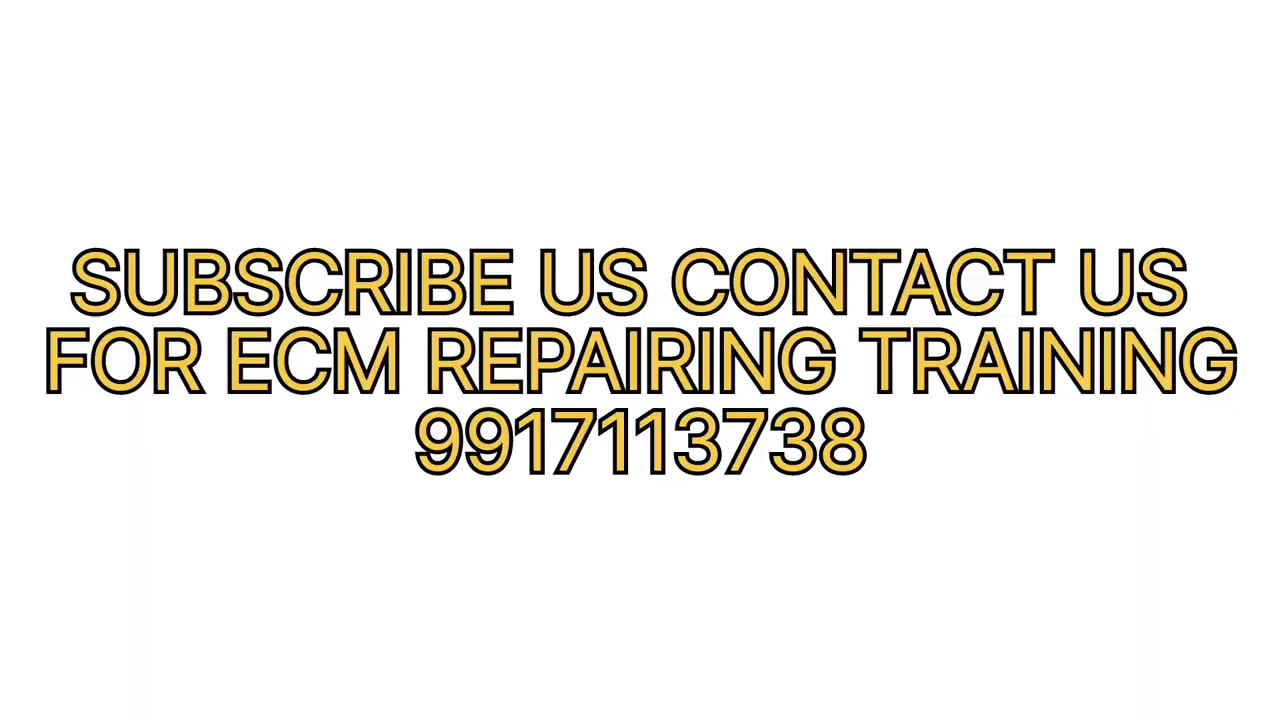 SUBSCRIBE US CONTACT US
FOR ECM REPAIRING TRAINING
9917113738